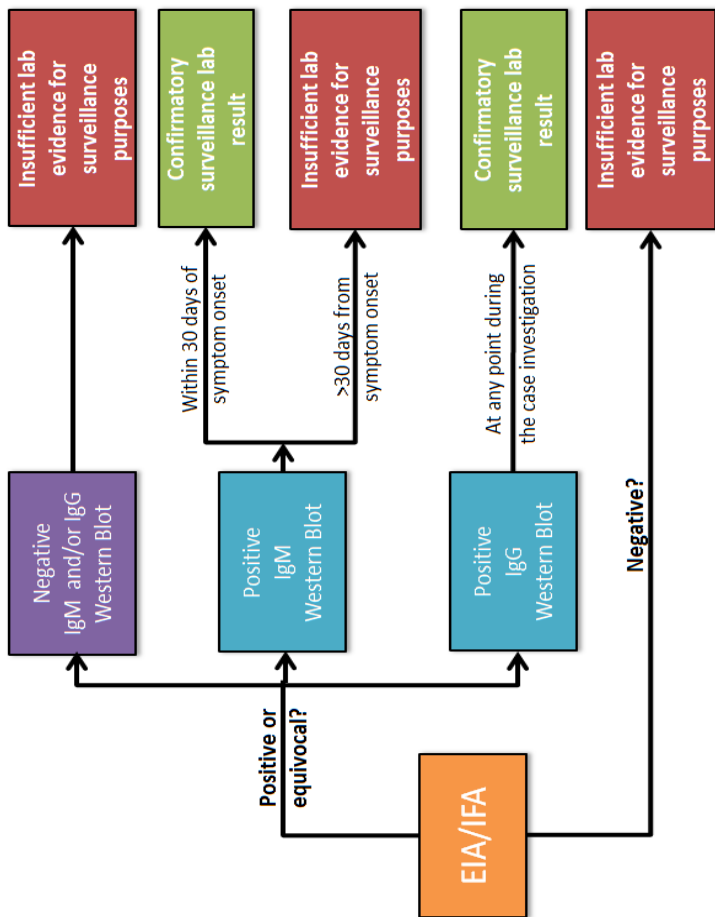 EIA/IFA
Positive or
equivocal?
Negative?
Negative
IgM and/or IgG
Western Blot
Positive
IgM
Western Blot
Positive
IgG
Western Blot
Within 30 days of
symptom onset
>30 days from
symptom onset
At any point during
the case investigation
Insufficient lab
evidence for
surveillance
purposes
Confirmatory
surveillance lab
result
Insufficient lab
evidence for
surveillance
purposes
Confirmatory
surveillance lab
result
Insufficient lab
evidence for
surveillance
purposes